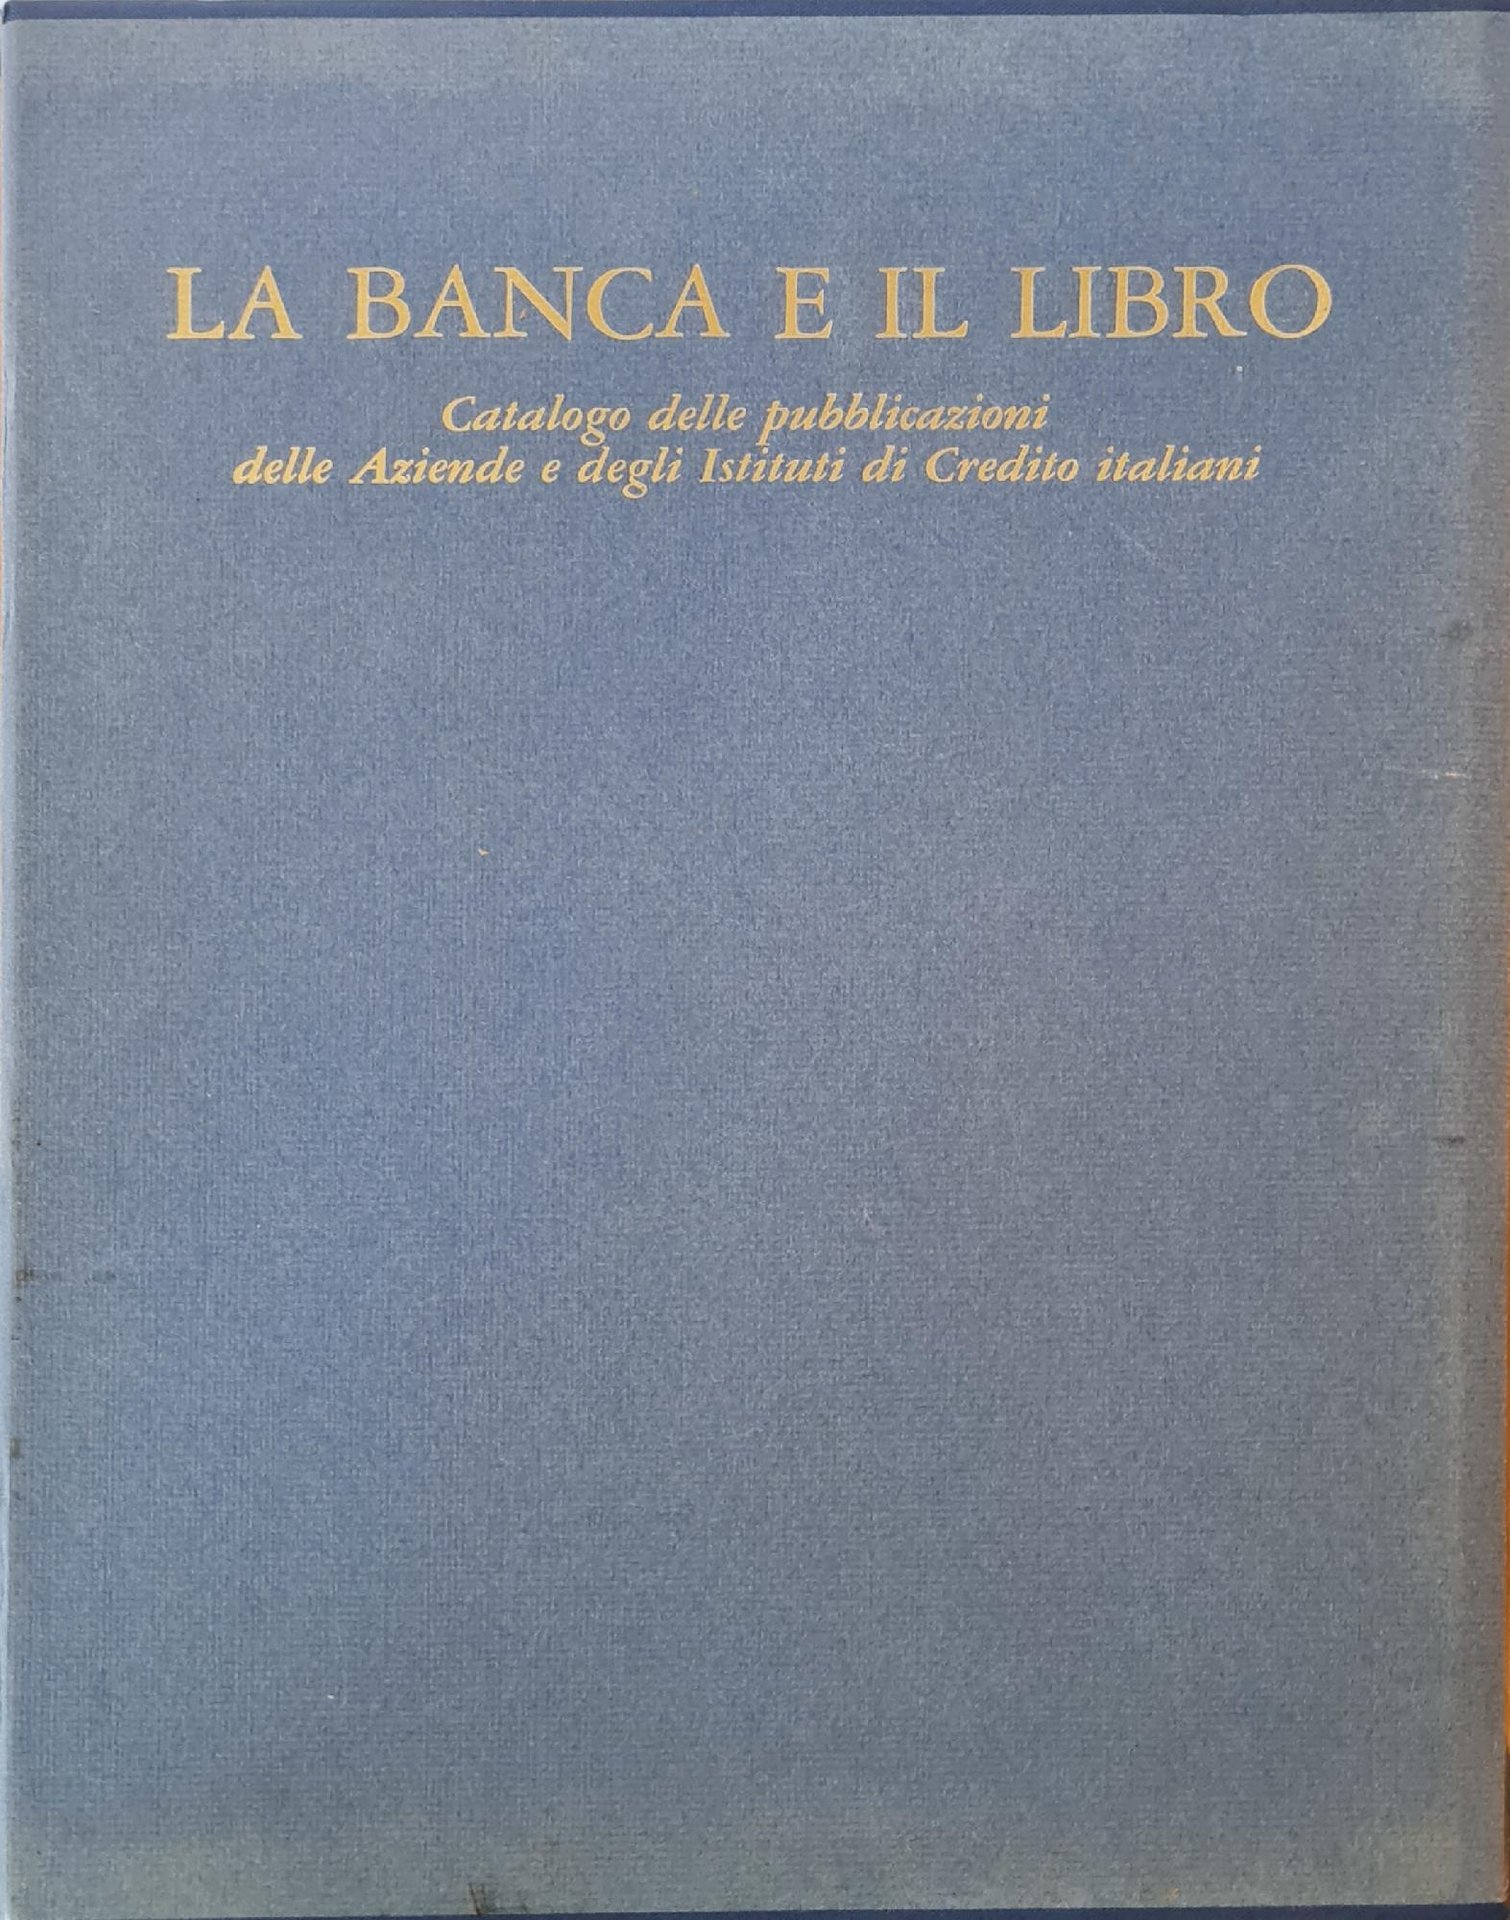 LA BANCA E IL LIBRO
Catalogo delle pubblicazioni
delle Aziende e degli Istituti di Credito italiani